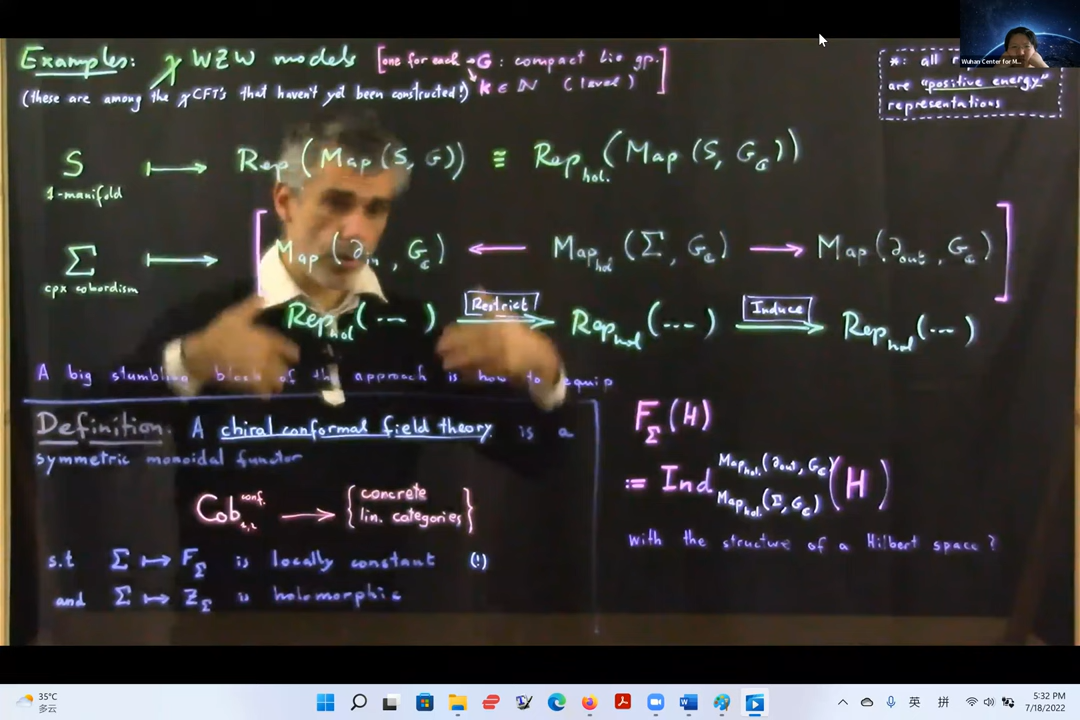 Examples: χ WZW models [one for each → G : compact Lie gp.
k ∈ ℕ (level)]
(these are among the χCFTs that haven't yet been constructed!)
*: all
are "positive energy"
representations
Wuhan Center for M...
S ⟼ Rep(Map(S, G)) ≡ Rep_hol.(Map(S, G_ℂ))
1-manifold
Σ ⟼ [Map(∂_in, G_ℂ) ⟵ Map_hol(Σ, G_ℂ) ⟶ Map(∂_out, G_ℂ)]
cpx cobordism
Rep_hol(...) Restrict⟶ Rep_hol(...) Induce⟶ Rep_hol(...)
A big stumbling block of this approach is how to equip
F_Σ(H)
:= Ind^{Map_hol.(∂out, G_ℂ)}_{Map_hol.(Σ, G_ℂ)}(H)
with the structure of a Hilbert space?
Definition. A chiral conformal field theory is a
symmetric monoidal functor
Cob^{conf.}_{1,2} ⟶ {concrete
lin. categories}
s.t Σ ⟼ F_Σ is locally constant (!)
and Σ ⟼ Z_Σ is holomorphic
35°C
多云
英 拼
5:32 PM
7/18/2022